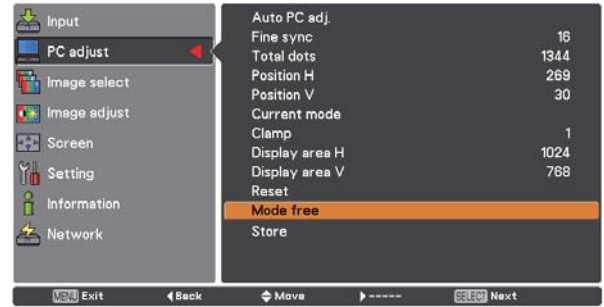 Input
PC adjust
Image select
Image adjust
Screen
Setting
Information
Network
Auto PC adj.
Fine sync 16
Total dots 1344
Position H 269
Position V 30
Current mode
Clamp 1
Display area H 1024
Display area V 768
Reset
Mode free
Store
MENU Exit ◀Back Move ▶----- SELECT Next